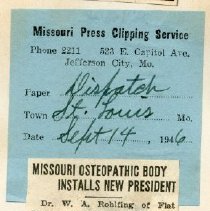 Missouri Press Clipping Service
Phone 2211 523 E. Capitol Ave.
Jefferson City, Mo.
Paper Dispatch
Town St. Louis Mo.
Date Sept 14, 1946
MISSOURI OSTEOPATHIC BODY
INSTALLS NEW PRESIDENT
Dr. W. A. Rohlfing of Flat